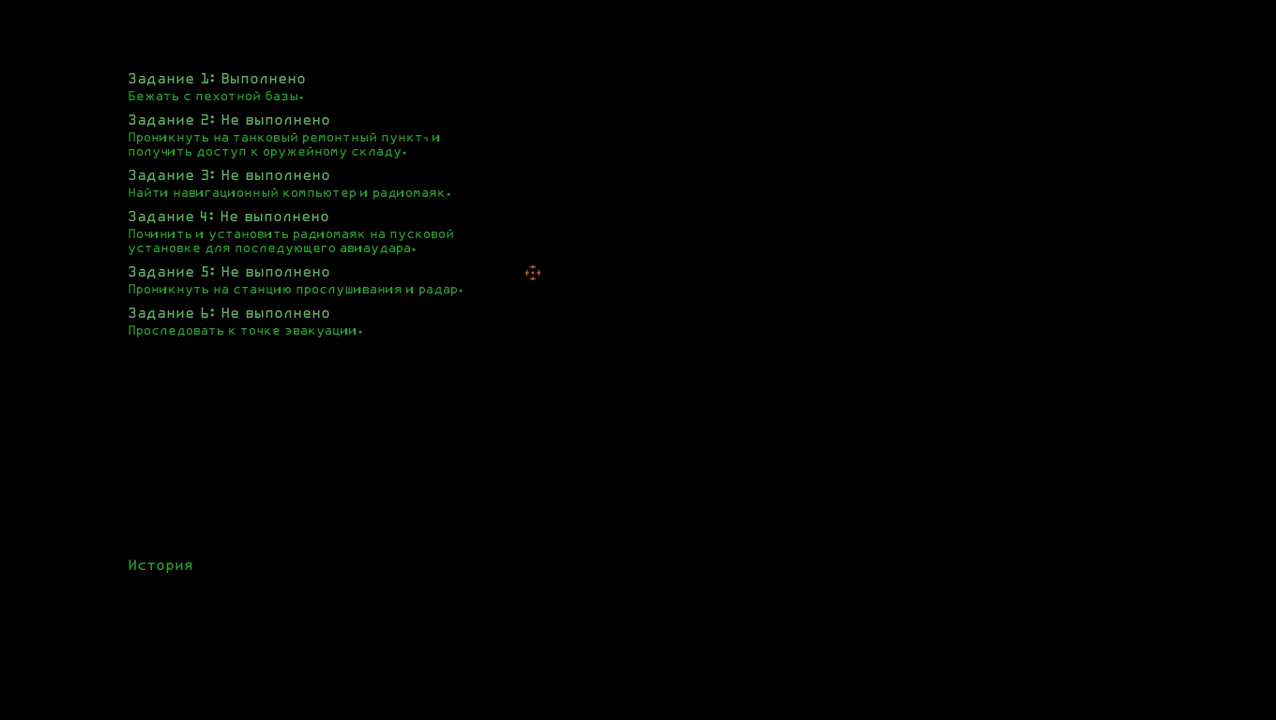 Задание 1: Выполнено
Бежать с пехотной базы.
Задание 2: Не выполнено
Проникнуть на танковый ремонтный пункт, и
получить доступ к оружейному складу.
Задание 3: Не выполнено
Найти навигационный компьютер и радиомаяк.
Задание 4: Не выполнено
Починить и установить радиомаяк на пусковой
установке для последующего авиаудара.
Задание 5: Не выполнено
Проникнуть на станцию прослушивания и радар.
Задание 6: Не выполнено
Проследовать к точке эвакуации.
История